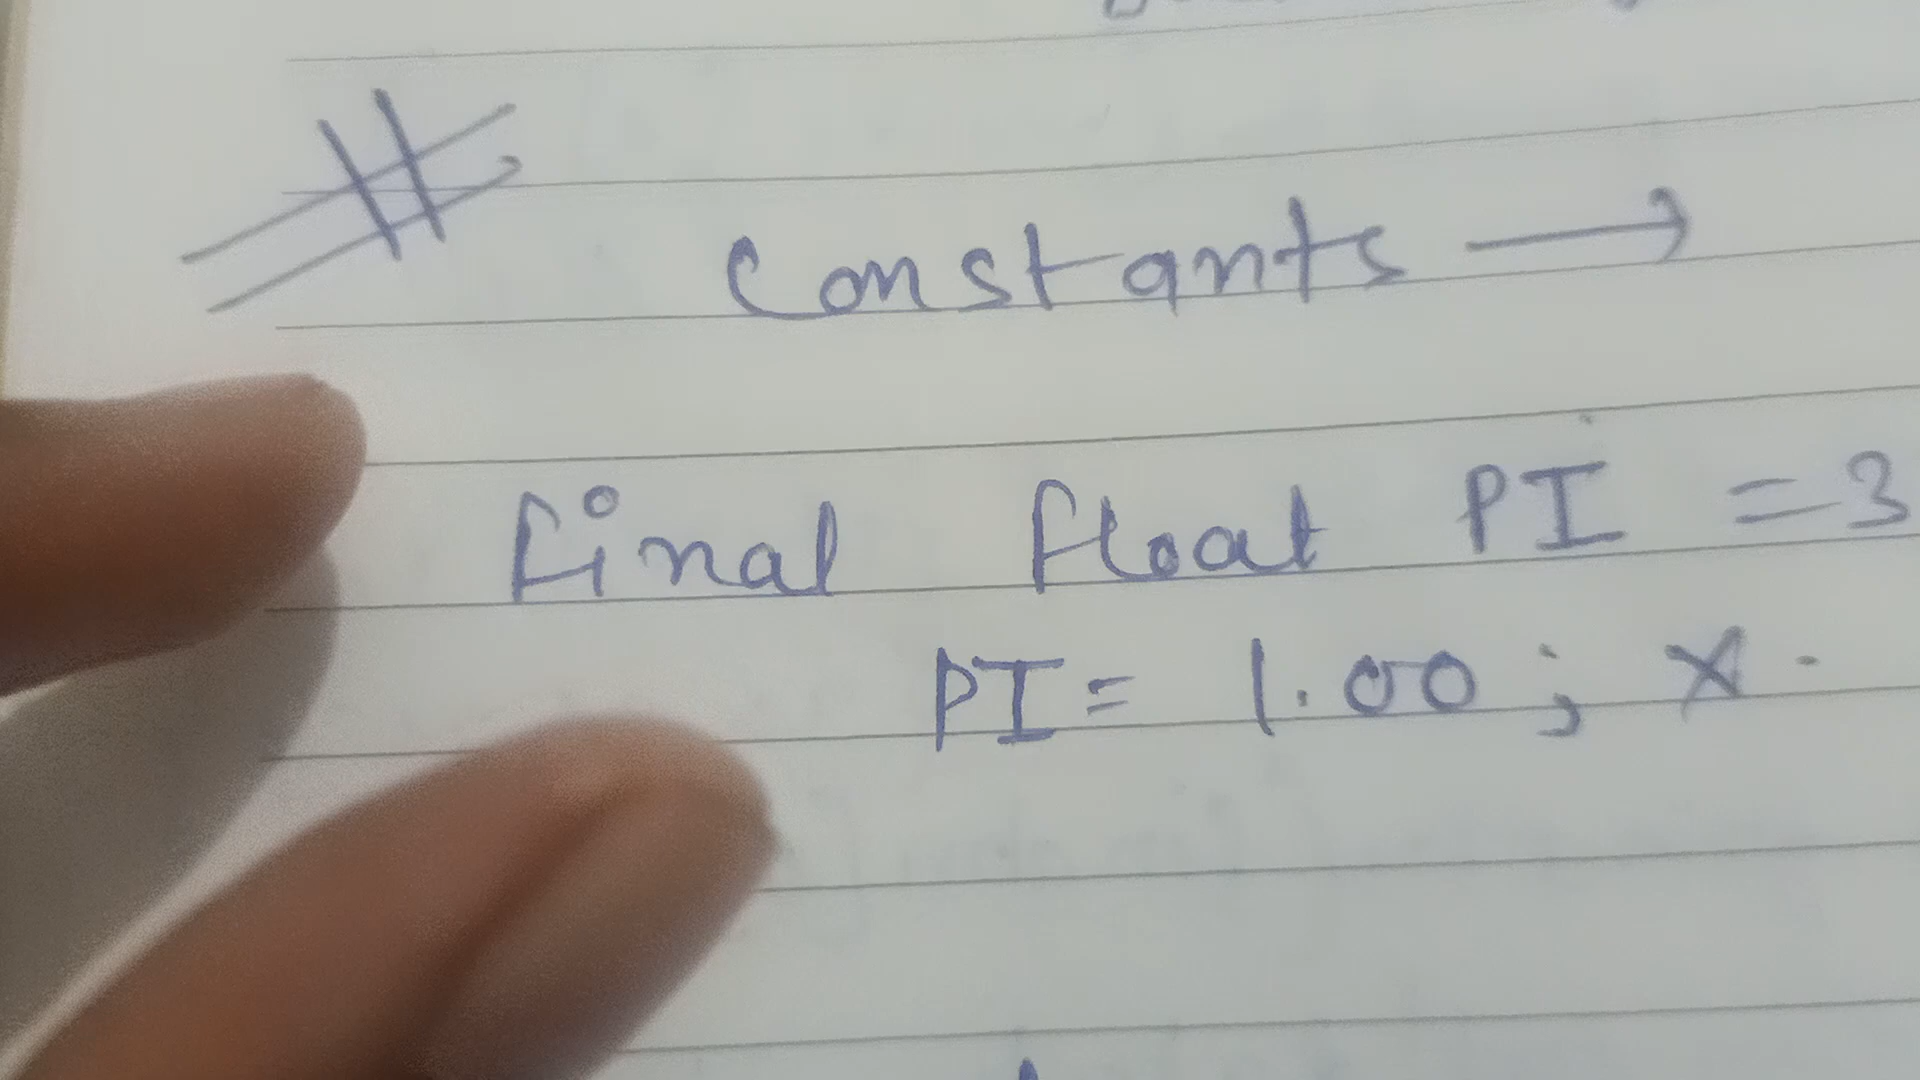 # Constants →
final float PI = 3
PI = 1.00 ; ×